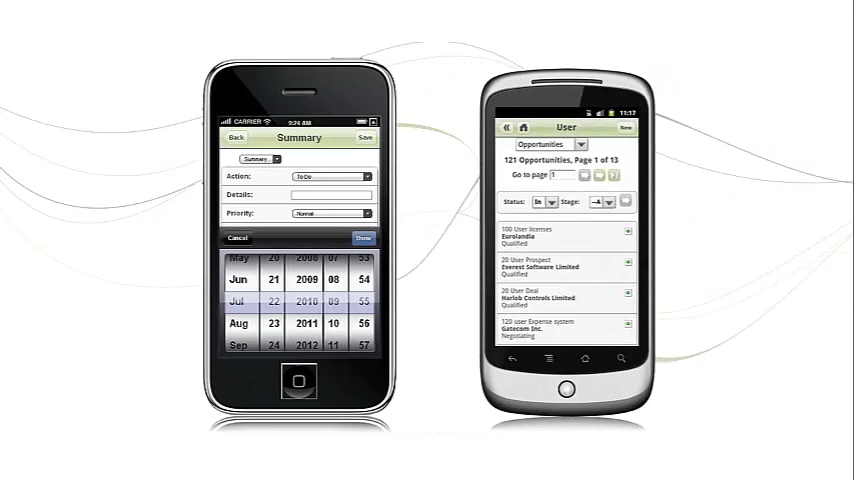 CARRIER 9:24 AM
Back Summary Save
Summary
Action: To Do
Details:
Priority: Normal
Cancel Done
May 20 2008 07 53
Jun 21 2009 08 54
Jul 22 2010 09 55
Aug 23 2011 10 56
Sep 24 2012 11 57
11:17
User New
Opportunities
121 Opportunities, Page 1 of 13
Go to page 1
Status: In Stage: --A
100 User licenses
Eurolandia
Qualified
20 User Prospect
Everest Software Limited
Qualified
20 User Deal
Harlob Controls Limited
Qualified
120 user Expense system
Gatecom Inc.
Negotiating